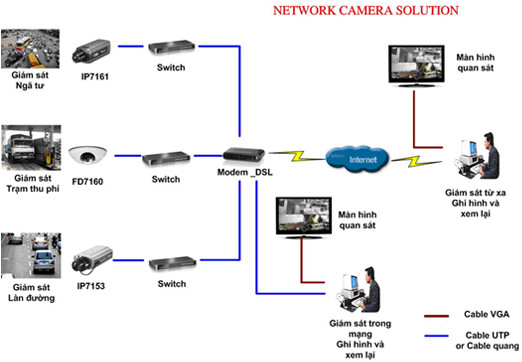 NETWORK CAMERA SOLUTION
Giám sát
Ngã tư
IP7161
Switch
Màn hình
quan sát
Giám sát
Trạm thu phí
FD7160
Switch
Modem _DSL
Internet
Giám sát từ xa
Ghi hình và
xem lại
Màn hình
quan sát
Giám sát
Làn đường
IP7153
Switch
Giám sát trong
mạng
Ghi hình và
xem lại
Cable VGA
Cable UTP
or Cable quang